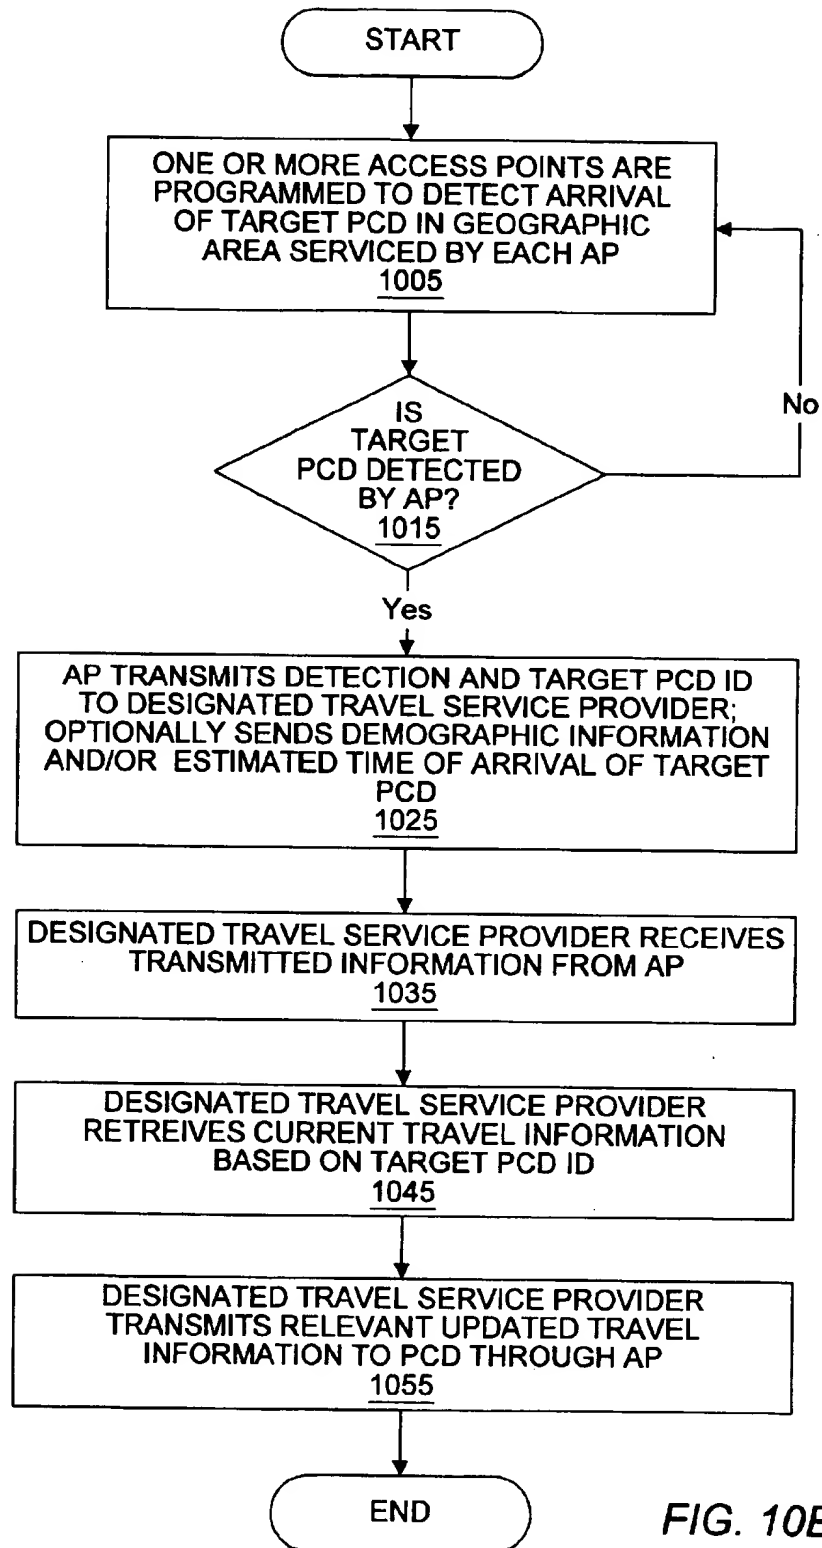 START
ONE OR MORE ACCESS POINTS ARE
PROGRAMMED TO DETECT ARRIVAL
OF TARGET PCD IN GEOGRAPHIC
AREA SERVICED BY EACH AP
1005
No
IS
TARGET
PCD DETECTED
BY AP?
1015
Yes
AP TRANSMITS DETECTION AND TARGET PCD ID
TO DESIGNATED TRAVEL SERVICE PROVIDER;
OPTIONALLY SENDS DEMOGRAPHIC INFORMATION
AND/OR ESTIMATED TIME OF ARRIVAL OF TARGET
PCD
1025
DESIGNATED TRAVEL SERVICE PROVIDER RECEIVES
TRANSMITTED INFORMATION FROM AP
1035
DESIGNATED TRAVEL SERVICE PROVIDER
RETREIVES CURRENT TRAVEL INFORMATION
BASED ON TARGET PCD ID
1045
DESIGNATED TRAVEL SERVICE PROVIDER
TRANSMITS RELEVANT UPDATED TRAVEL
INFORMATION TO PCD THROUGH AP
1055
END
FIG. 10B